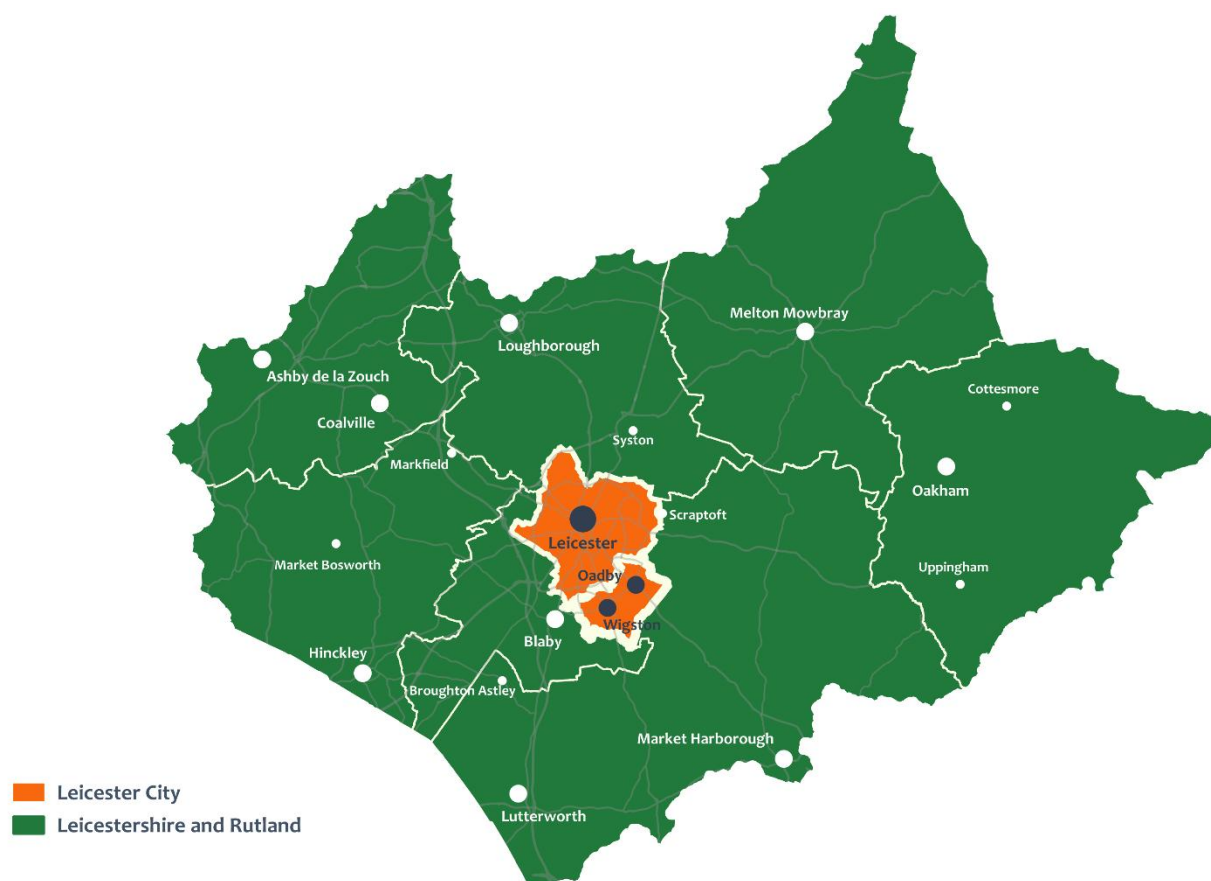 Melton Mowbray
Loughborough
Ashby de la Zouch
Cottesmore
Coalville
Syston
Markfield
Oakham
Scraptoft
Leicester
Market Bosworth
Uppingham
Oadby
Wigston
Blaby
Hinckley
Broughton Astley
Market Harborough
Leicester City
Lutterworth
Leicestershire and Rutland